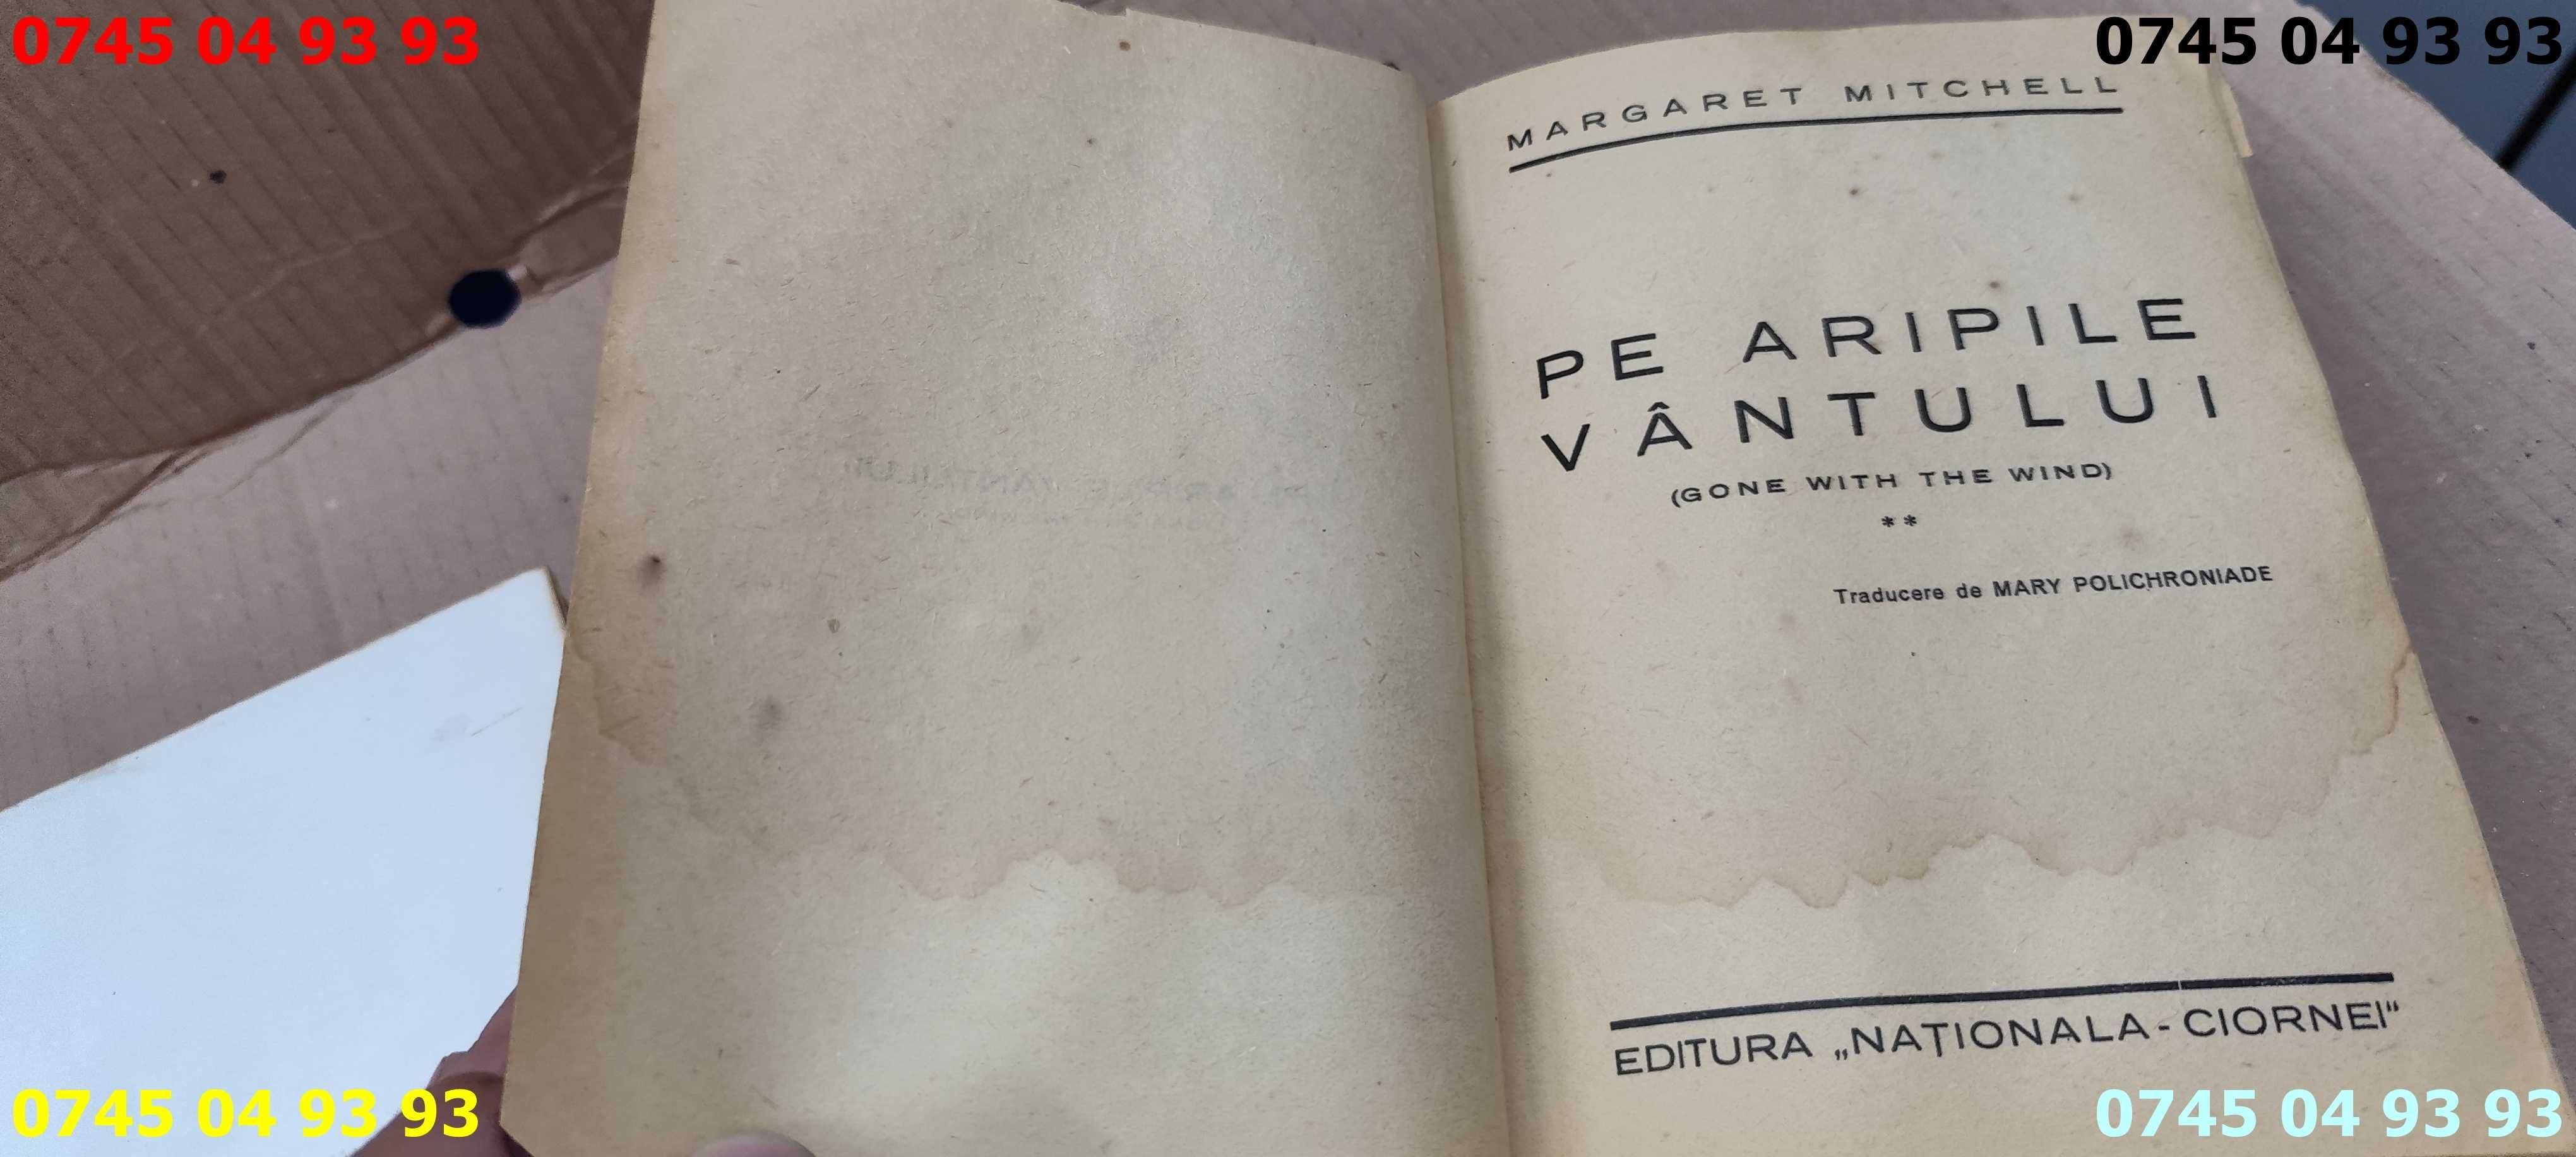 0745 04 93 93
0745 04 93 93
MARGARET MITCHELL
PE ARIPILE
VÂNTULUI
(GONE WITH THE WIND)
**
Traducere de MARY POLICHRONIADE
EDITURA „NAȚIONALA-CIORNEI“
0745 04 93 93
0745 04 93 93